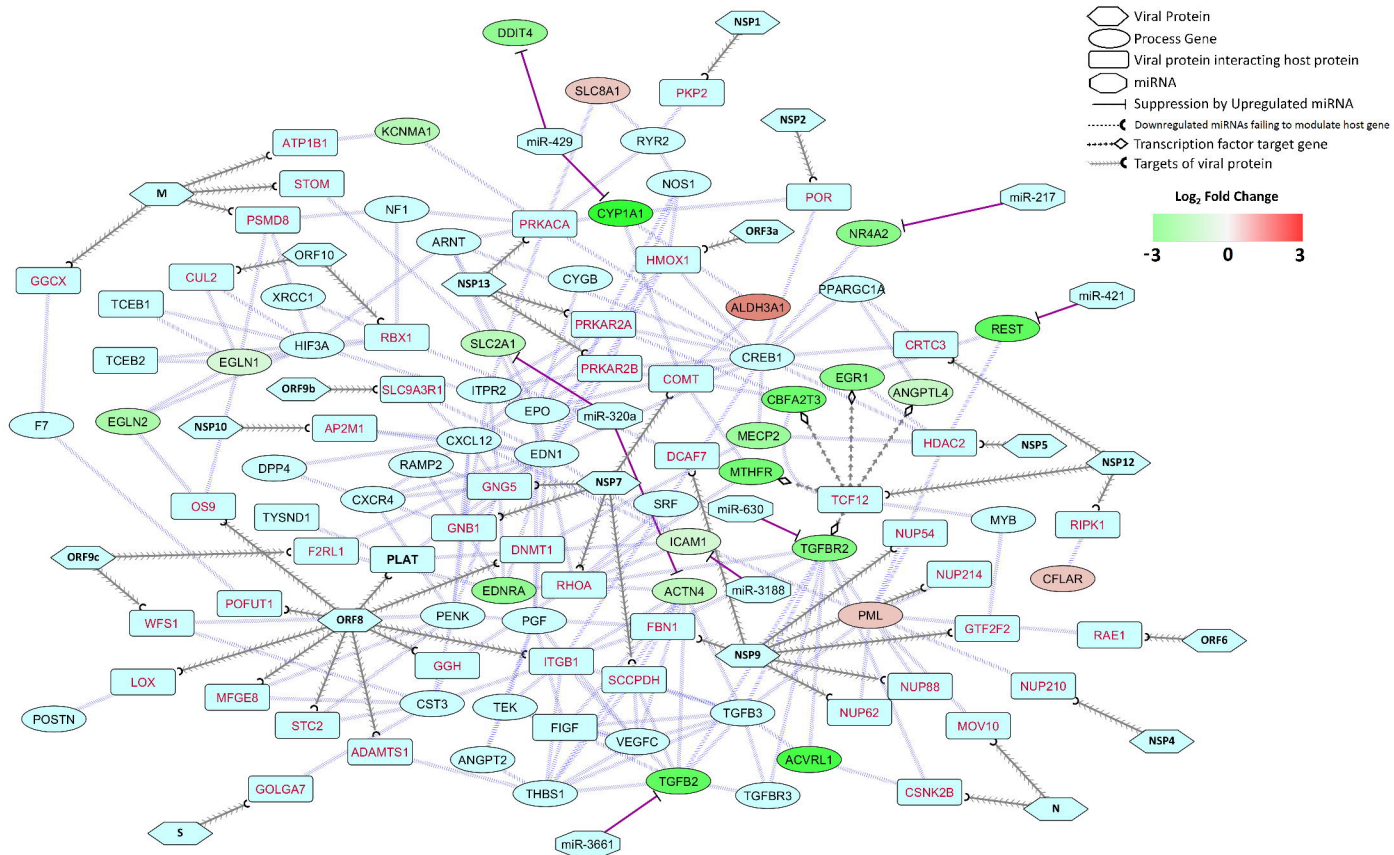 NSP1
Viral Protein
DDIT4
Process Gene
Viral protein interacting host protein
SLC8A1
PKP2
miRNA
Suppression by Upregulated miRNA
NSP2
Downregulated miRNAs failing to modulate host gene
KCNMA1
ATP1B1
miR-429
RYR2
Transcription factor target gene
Targets of viral protein
STOM
NOS1
M
POR
Log2 Fold Change
miR-217
PSMD8
NF1
PRKACA
CYP1A1
NR4A2
ORF3a
ARNT
-3 0 3
ORF10
HMOX1
GGCX
CUL2
NSP13
CYGB
PPARGC1A
XRCC1
miR-421
TCEB1
ALDH3A1
PRKAR2A
REST
RBX1
SLC2A1
HIF3A
CRTC3
TCEB2
EGLN1
CREB1
PRKAR2B
COMT
EGR1
ORF9b
SLC9A3R1
ITPR2
ANGPTL4
CBFA2T3
EPO
miR-320a
EGLN2
F7
NSP10
AP2M1
MECP2
HDAC2
NSP5
CXCL12
EDN1
DCAF7
NSP12
RAMP2
DPP4
MTHFR
GNG5
NSP7
CXCR4
TCF12
OS9
SRF
miR-630
TYSND1
GNB1
MYB
RIPK1
NUP54
ICAM1
TGFBR2
ORF9c
F2RL1
PLAT
DNMT1
NUP214
CFLAR
EDNRA
RHOA
ACTN4
miR-3188
POFUT1
PENK
PML
WFS1
ORF8
PGF
FBN1
GTF2F2
RAE1
ORF6
NSP9
GGH
ITGB1
LOX
SCCPDH
NUP88
NUP210
MFGE8
CST3
TEK
TGFB3
NUP62
POSTN
STC2
FIGF
MOV10
VEGFC
NSP4
ADAMTS1
ANGPT2
ACVRL1
TGFB2
GOLGA7
THBS1
TGFBR3
CSNK2B
N
S
miR-3661